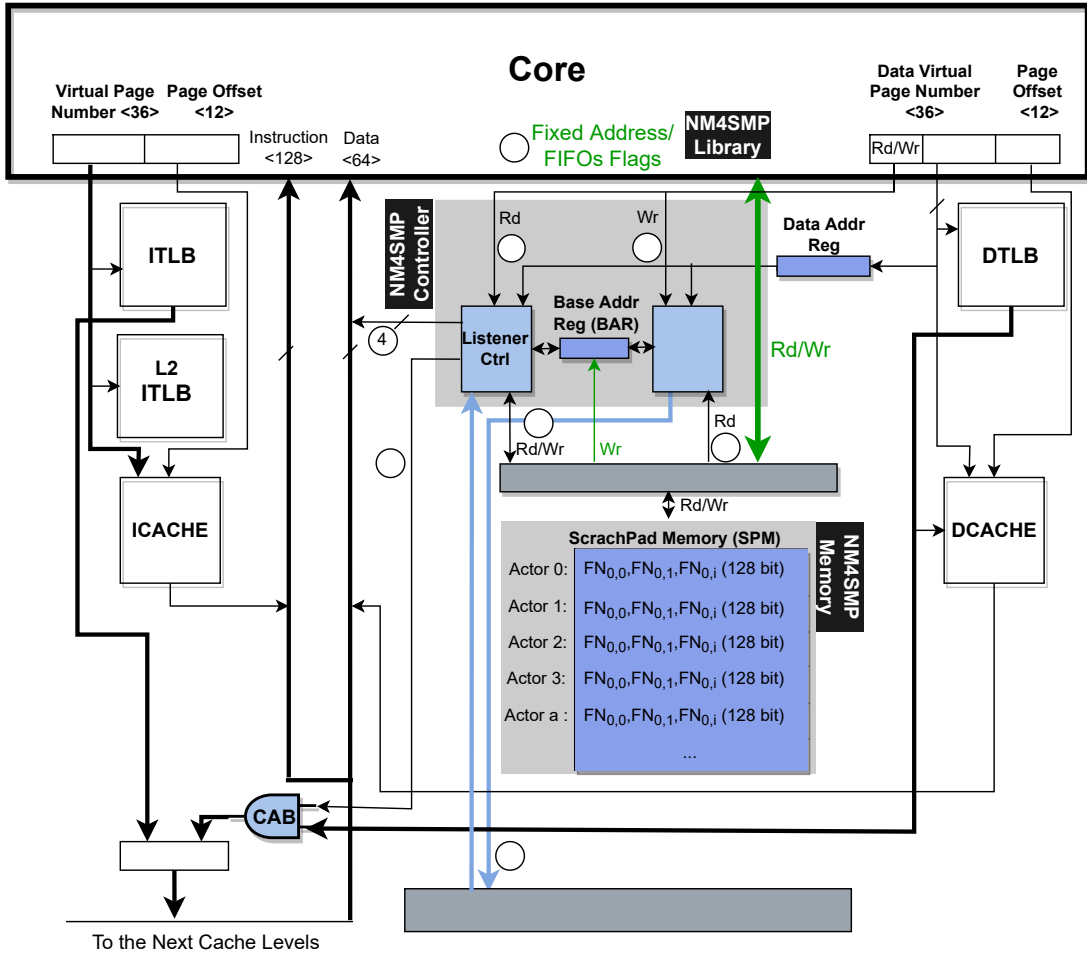 Core
Virtual Page
Number <36>
Page Offset
<12>
Instruction
<128>
Data
<64>
Fixed Address/
FIFOs Flags
NM4SMP
Library
Data Virtual
Page Number
<36>
Page
Offset
<12>
Rd/Wr
ITLB
L2
ITLB
ICACHE
NM4SMP
Controller
Rd
Wr
Data Addr
Reg
DTLB
4
Listener
Ctrl
Base Addr
Reg (BAR)
Rd/Wr
Rd/Wr
Wr
Rd
Rd/Wr
DCACHE
ScrachPad Memory (SPM)
NM4SMP
Memory
Actor 0: FN0,0,FN0,1,FN0,i (128 bit)
Actor 1: FN0,0,FN0,1,FN0,i (128 bit)
Actor 2: FN0,0,FN0,1,FN0,i (128 bit)
Actor 3: FN0,0,FN0,1,FN0,i (128 bit)
Actor a : FN0,0,FN0,1,FN0,i (128 bit)
...
CAB
To the Next Cache Levels